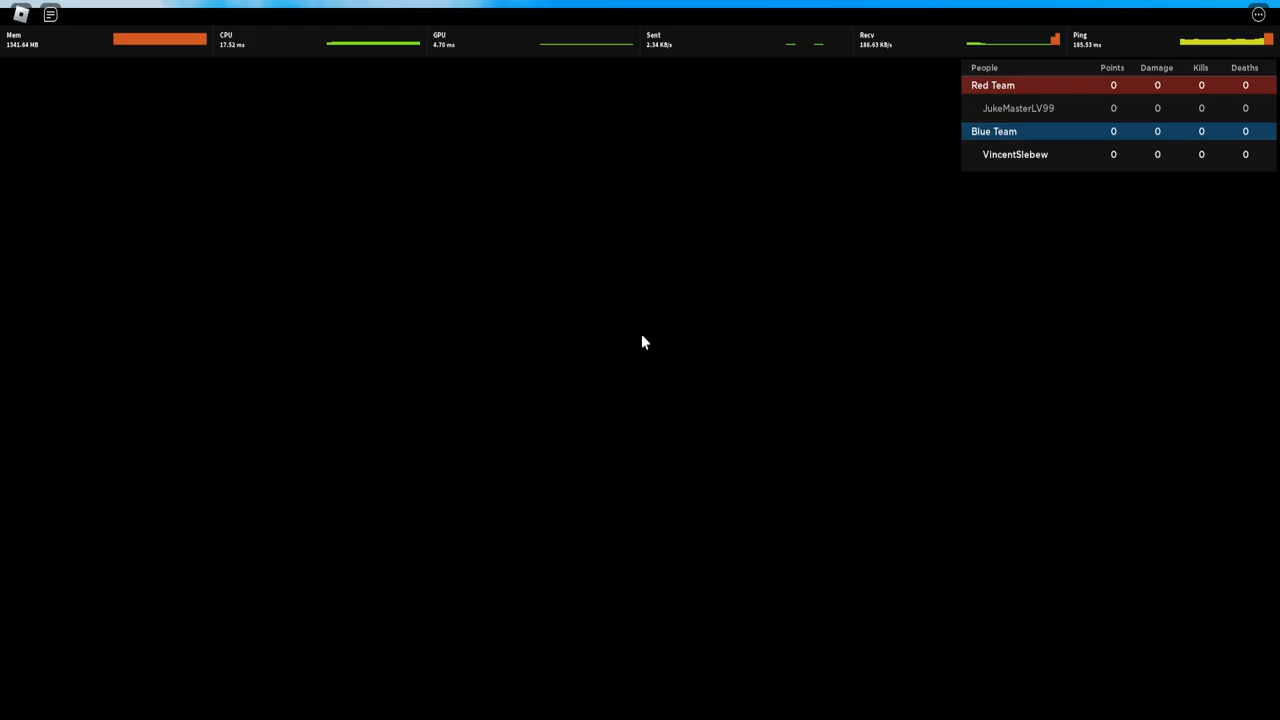 Mem CPU GPU Sent Recv Ping
1341.64 MB 17.52 ms 4.70 ms 2.34 KB/s 186.63 KB/s 185.53 ms
People Points Damage Kills Deaths
Red Team 0 0 0 0
JukeMasterLV99 0 0 0 0
Blue Team 0 0 0 0
VincentSlebew 0 0 0 0